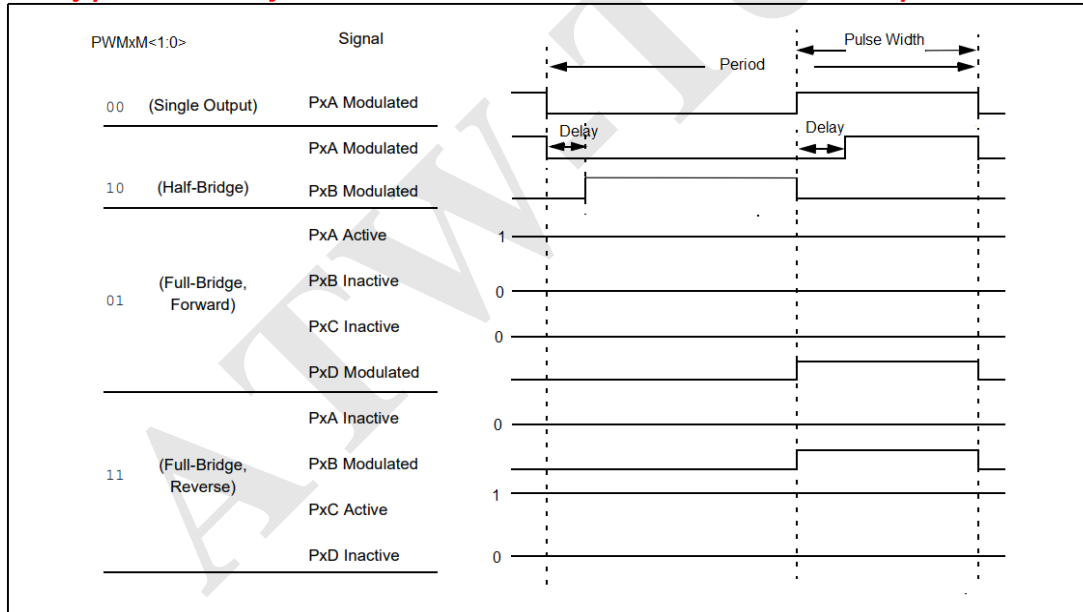 PWMxM<1:0>
Signal
Pulse Width
Period
00 (Single Output) PxA Modulated
Delay
Delay
PxA Modulated
10 (Half-Bridge) PxB Modulated
PxA Active 1
01 (Full-Bridge,
Forward)
PxB Inactive 0
PxC Inactive 0
PxD Modulated
PxA Inactive 0
11 (Full-Bridge,
Reverse)
PxB Modulated
PxC Active 1
PxD Inactive 0